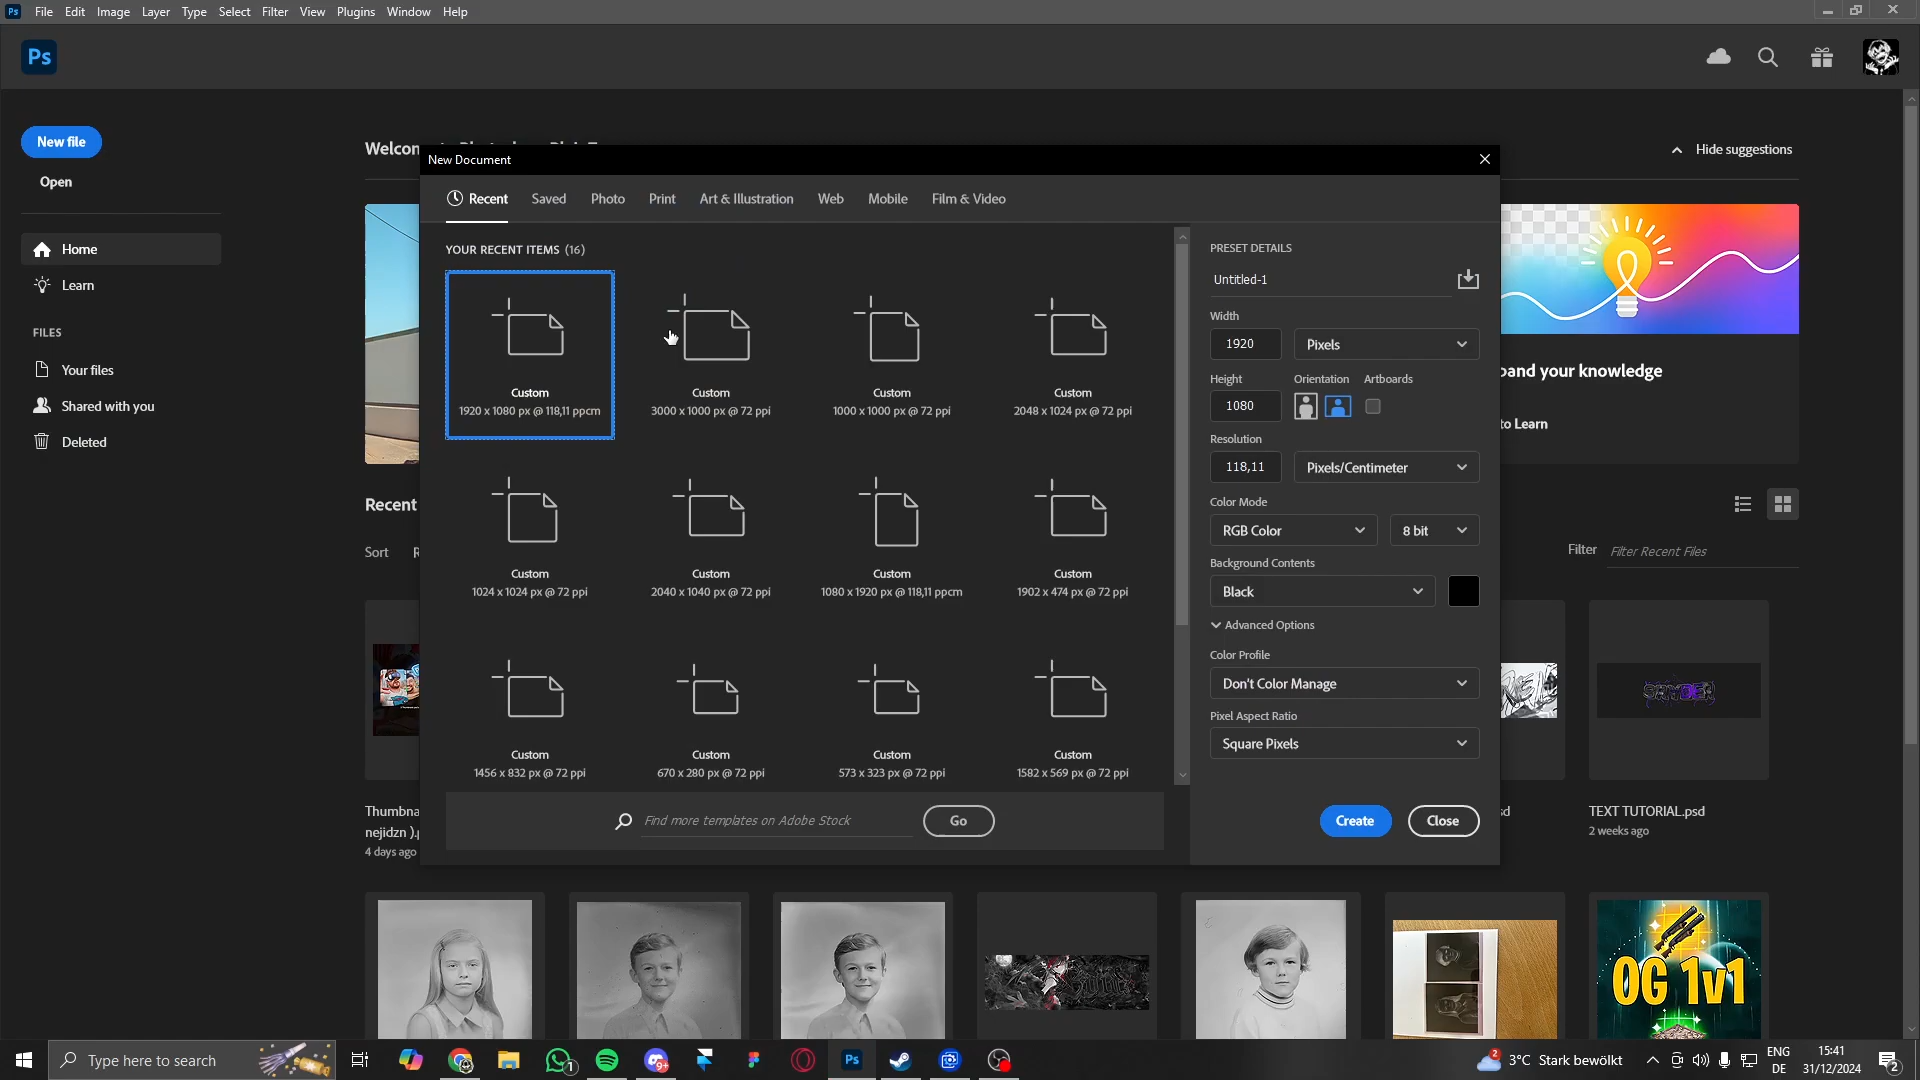 Ps File Edit Image Layer Type Select Filter View Plugins Window Help
Ps
New file
Open
Home
Learn
FILES
Your files
Shared with you
Deleted
Hide suggestions
New Document
Recent Saved Photo Print Art & Illustration Web Mobile Film & Video
YOUR RECENT ITEMS (16)
Custom
1920 x 1080 px @ 118,11 ppcm
Custom
3000 x 1000 px @ 72 ppi
Custom
1000 x 1000 px @ 72 ppi
Custom
2048 x 1024 px @ 72 ppi
Custom
1024 x 1024 px @ 72 ppi
Custom
2040 x 1040 px @ 72 ppi
Custom
1080 x 1920 px @ 118,11 ppcm
Custom
1902 x 474 px @ 72 ppi
Custom
1456 x 832 px @ 72 ppi
Custom
670 x 280 px @ 72 ppi
Custom
573 x 323 px @ 72 ppi
Custom
1582 x 569 px @ 72 ppi
Find more templates on Adobe Stock
Go
PRESET DETAILS
Untitled-1
Width
1920 Pixels
Height Orientation Artboards
1080
Resolution
118,11 Pixels/Centimeter
Color Mode
RGB Color 8 bit
Background Contents
Black
Advanced Options
Color Profile
Don't Color Manage
Pixel Aspect Ratio
Square Pixels
Create Close
and your knowledge
to Learn
Recent
Sort
Filter Filter Recent Files
nejidzn ).
4 days ago
TEXT TUTORIAL.psd
2 weeks ago
OG 1v1
Type here to search
1
9+
Ps
2
3°C Stark bewölkt
ENG
DE
15:41
31/12/2024
2